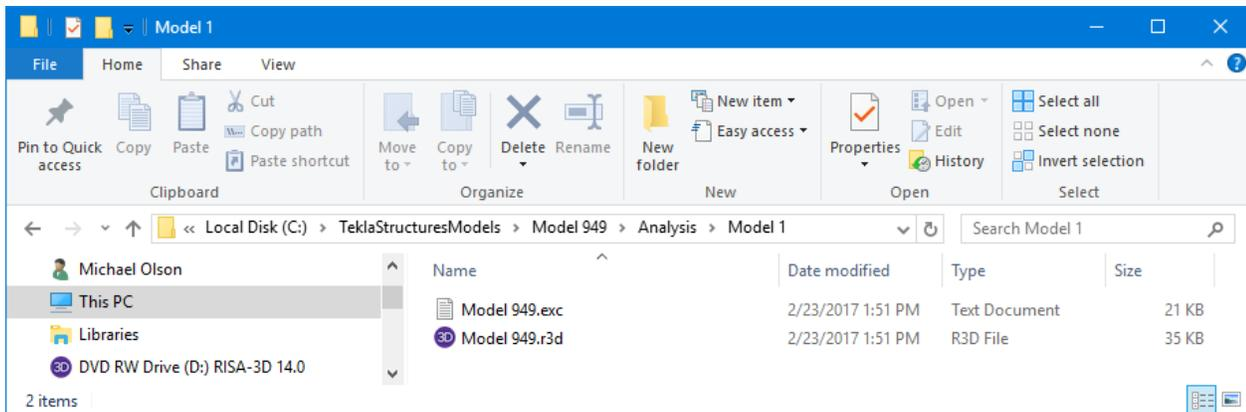 Model 1
File Home Share View
Pin to Quick access
Copy
Paste
Cut
Copy path
Paste shortcut
Clipboard
Move to
Copy to
Delete
Rename
Organize
New folder
New item
Easy access
New
Properties
Open
Edit
History
Open
Select all
Select none
Invert selection
Select
« Local Disk (C:) > TeklaStructuresModels > Model 949 > Analysis > Model 1
Search Model 1
Michael Olson
This PC
Libraries
3D DVD RW Drive (D:) RISA-3D 14.0
Name Date modified Type Size
Model 949.exc 2/23/2017 1:51 PM Text Document 21 KB
3D Model 949.r3d 2/23/2017 1:51 PM R3D File 35 KB
2 items